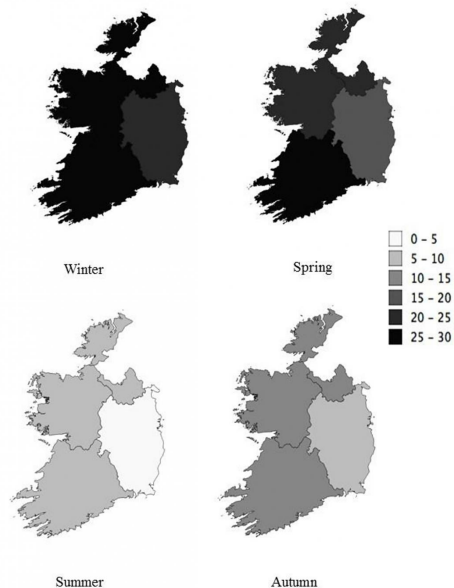 Winter
Spring
0 – 5
5 – 10
10 – 15
15 – 20
20 – 25
25 – 30
Summer
Autumn